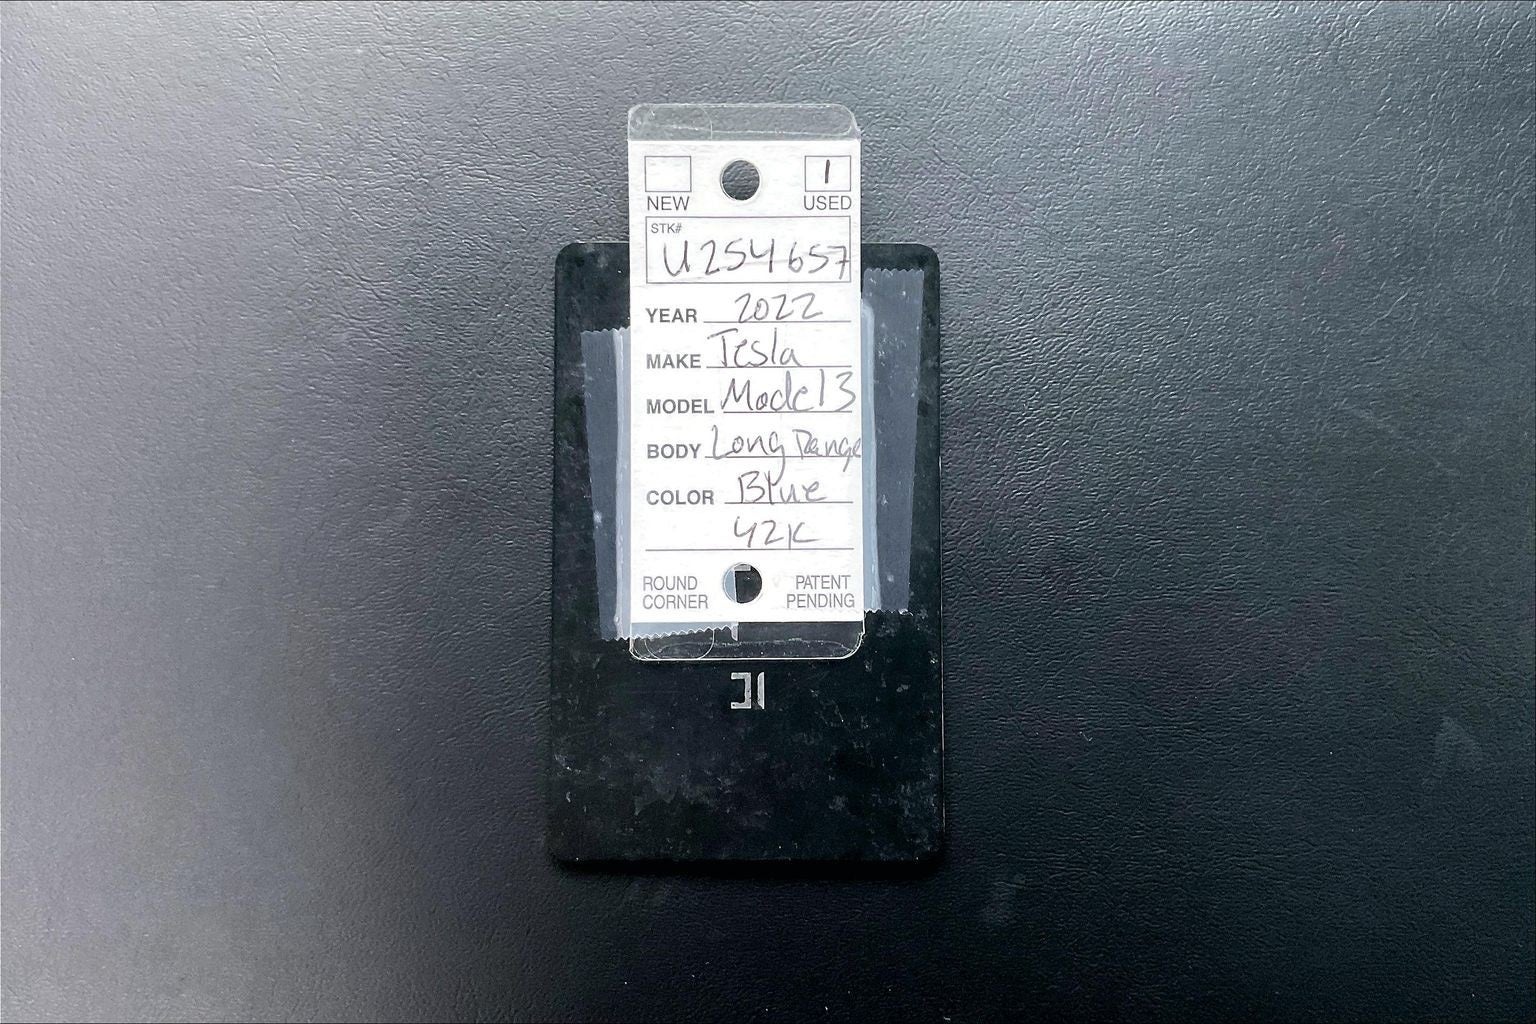 1
NEW USED
STK#
U254657
YEAR 2022
MAKE Tesla
MODEL Model 3
BODY Long Range
COLOR Blue
42K
ROUND CORNER PATENT PENDING